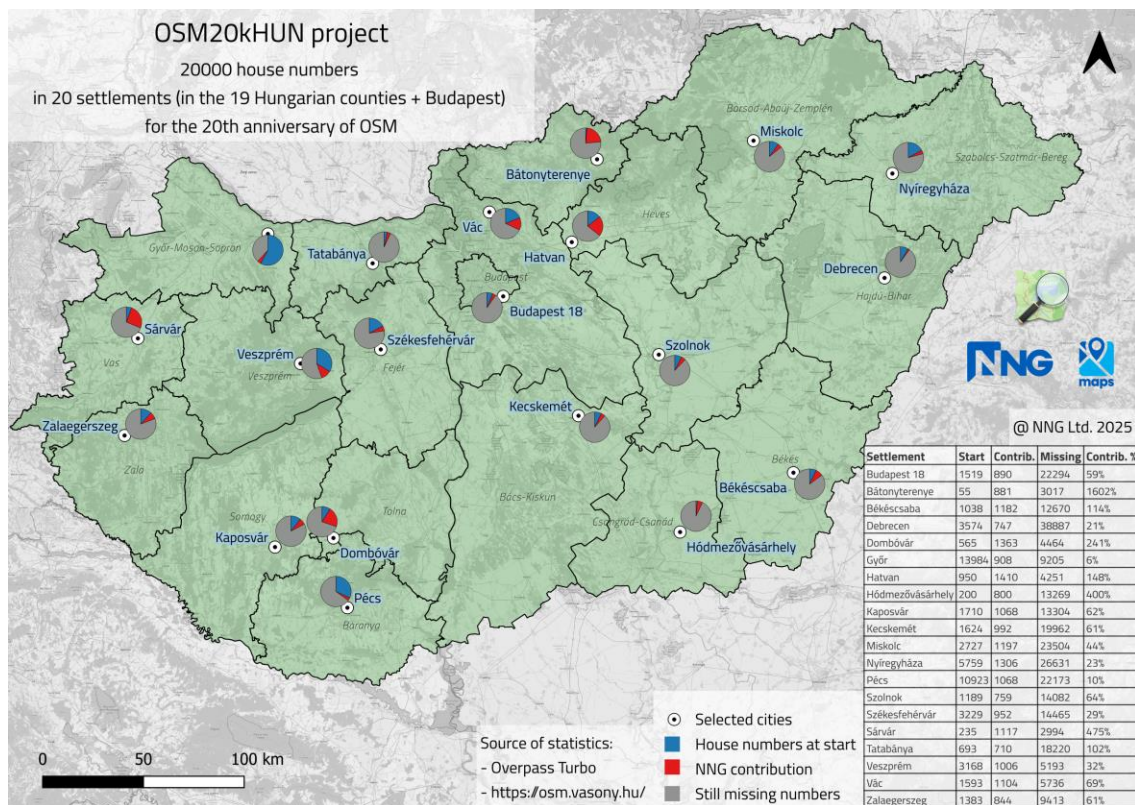 OSM20kHUN project
20000 house numbers
in 20 settlements (in the 19 Hungarian counties + Budapest)
for the 20th anniversary of OSM
Borsod-Abaúj-Zemplén
Miskolc
Szabolcs-Szatmár-Bereg
Nyíregyháza
Bátonyterenye
Heves
Vác
Hatvan
Győr-Moson-Sopron
Tatabánya
Budapest
Budapest 18
Debrecen
Hajdú-Bihar
Sárvár
Vas
Székesfehérvár
Fejér
Veszprém
Veszprém
Szolnok
Kecskemét
Zalaegerszeg
Zala
Békés
Békéscsaba
Bács-Kiskun
Csongrád-Csanád
Hódmezővásárhely
Somogy
Kaposvár
Tolna
Dombóvár
Pécs
Baranya
NNG
maps
@ NNG Ltd. 2025
Settlement Start Contrib. Missing Contrib. %
Budapest 18 1519 890 22294 59%
Bátonyterenye 55 881 3017 1602%
Békéscsaba 1038 1182 12670 114%
Debrecen 3574 747 38887 21%
Dombóvár 565 1363 4464 241%
Győr 13984 908 9205 6%
Hatvan 950 1410 4251 148%
Hódmezővásárhely 200 800 13269 400%
Kaposvár 1710 1068 13304 62%
Kecskemét 1624 992 19962 61%
Miskolc 2727 1197 23504 44%
Nyíregyháza 5759 1306 26631 23%
Pécs 10923 1068 22173 10%
Szolnok 1189 759 14082 64%
Székesfehérvár 3229 952 14465 29%
Sárvár 235 1117 2994 475%
Tatabánya 693 710 18220 102%
Veszprém 3168 1006 5193 32%
Vác 1593 1104 5736 69%
Zalaegerszeg 1383 844 9413 61%
Selected cities
House numbers at start
NNG contribution
Still missing numbers
Source of statistics:
- Overpass Turbo
- https://osm.vasony.hu/
0 50 100 km